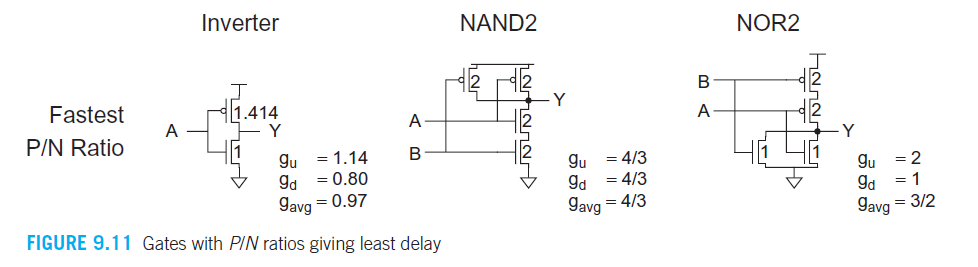 Inverter
NAND2
NOR2
Fastest
P/N Ratio
A
1.414
1
Y
gu = 1.14
gd = 0.80
gavg = 0.97
2
2
A
2
B
2
Y
gu = 4/3
gd = 4/3
gavg = 4/3
B
2
A
2
1
1
Y
gu = 2
gd = 1
gavg = 3/2
FIGURE 9.11 Gates with P/N ratios giving least delay